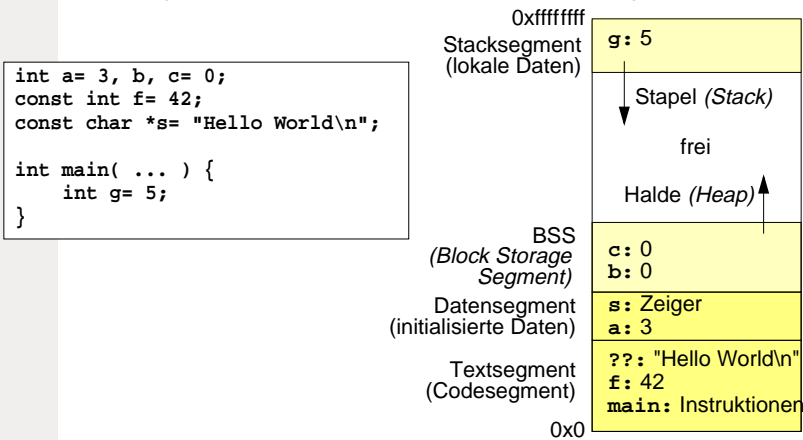 int a= 3, b, c= 0;
const int f= 42;
const char *s= "Hello World\n";
int main( ... ) {
int g= 5;
}
0xffffffff
Stacksegment
(lokale Daten)
g: 5
Stapel (Stack)
frei
Halde (Heap)
BSS
(Block Storage
Segment)
c: 0
b: 0
Datensegment
(initialisierte Daten)
s: Zeiger
a: 3
Textsegment
(Codesegment)
??: "Hello World\n"
f: 42
main: Instruktionen
0x0